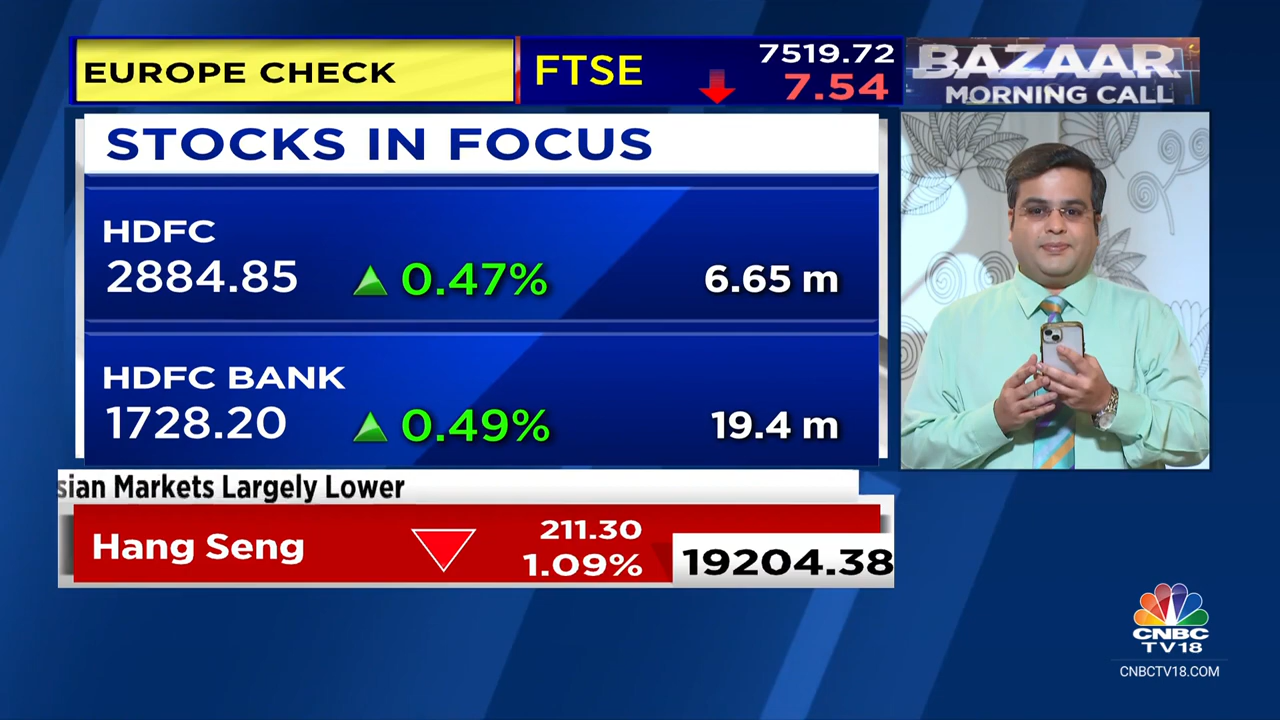 EUROPE CHECK
FTSE
7519.72
7.54
BAZAAR
MORNING CALL
STOCKS IN FOCUS
HDFC
2884.85 0.47% 6.65 m
HDFC BANK
1728.20 0.49% 19.4 m
sian Markets Largely Lower
Hang Seng
211.30
1.09%
19204.38
CNBC
TV18
CNBCTV18.COM